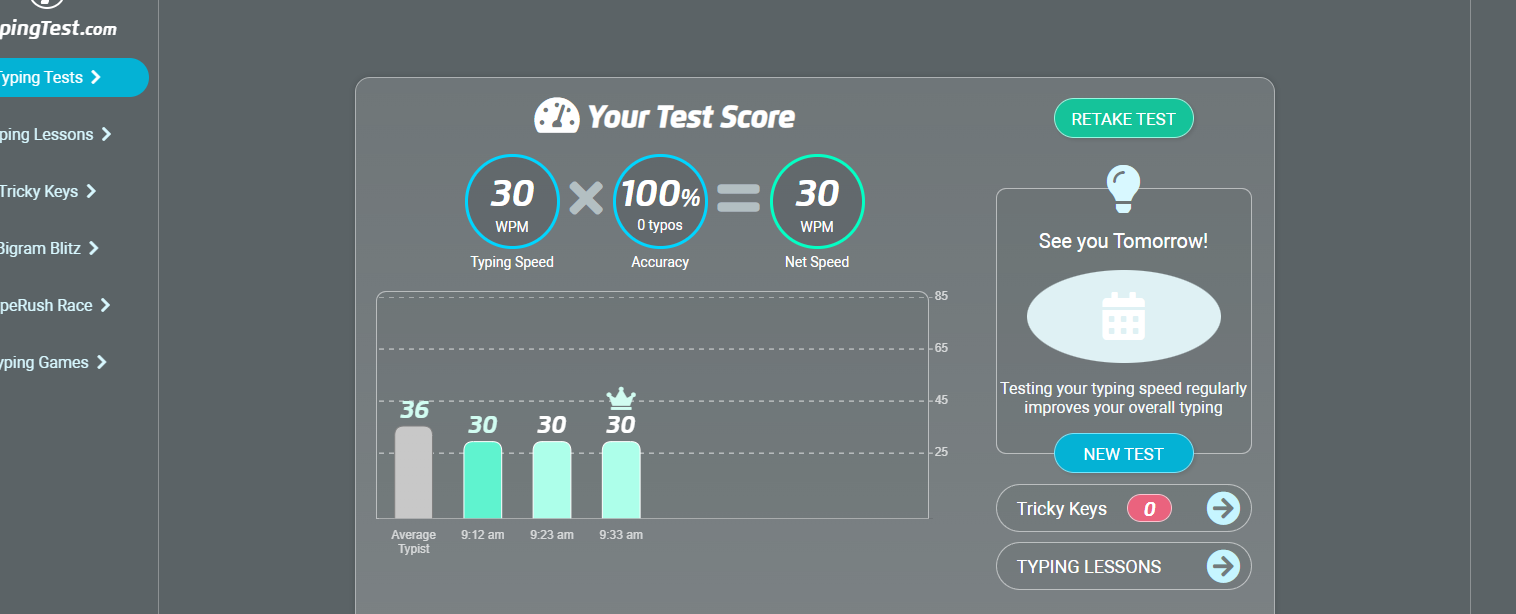 pingTest.com
Typing Tests
ping Lessons
Tricky Keys
Bigram Blitz
peRush Race
yping Games
Your Test Score
RETAKE TEST
30
WPM
Typing Speed
100%
0 typos
Accuracy
30
WPM
Net Speed
85
65
45
25
36
30
30
30
Average
Typist
9:12 am
9:23 am
9:33 am
See you Tomorrow!
Testing your typing speed regularly
improves your overall typing
NEW TEST
Tricky Keys 0
TYPING LESSONS